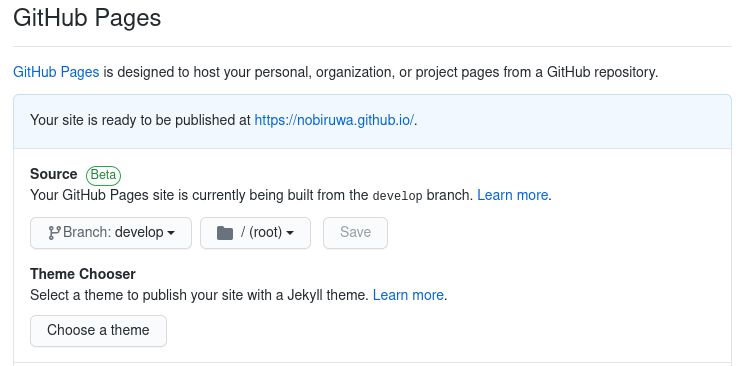 GitHub Pages
GitHub Pages is designed to host your personal, organization, or project pages from a GitHub repository.
Your site is ready to be published at https://nobiruwa.github.io/.
Source Beta
Your GitHub Pages site is currently being built from the develop branch. Learn more.
Branch: develop / (root) Save
Theme Chooser
Select a theme to publish your site with a Jekyll theme. Learn more.
Choose a theme